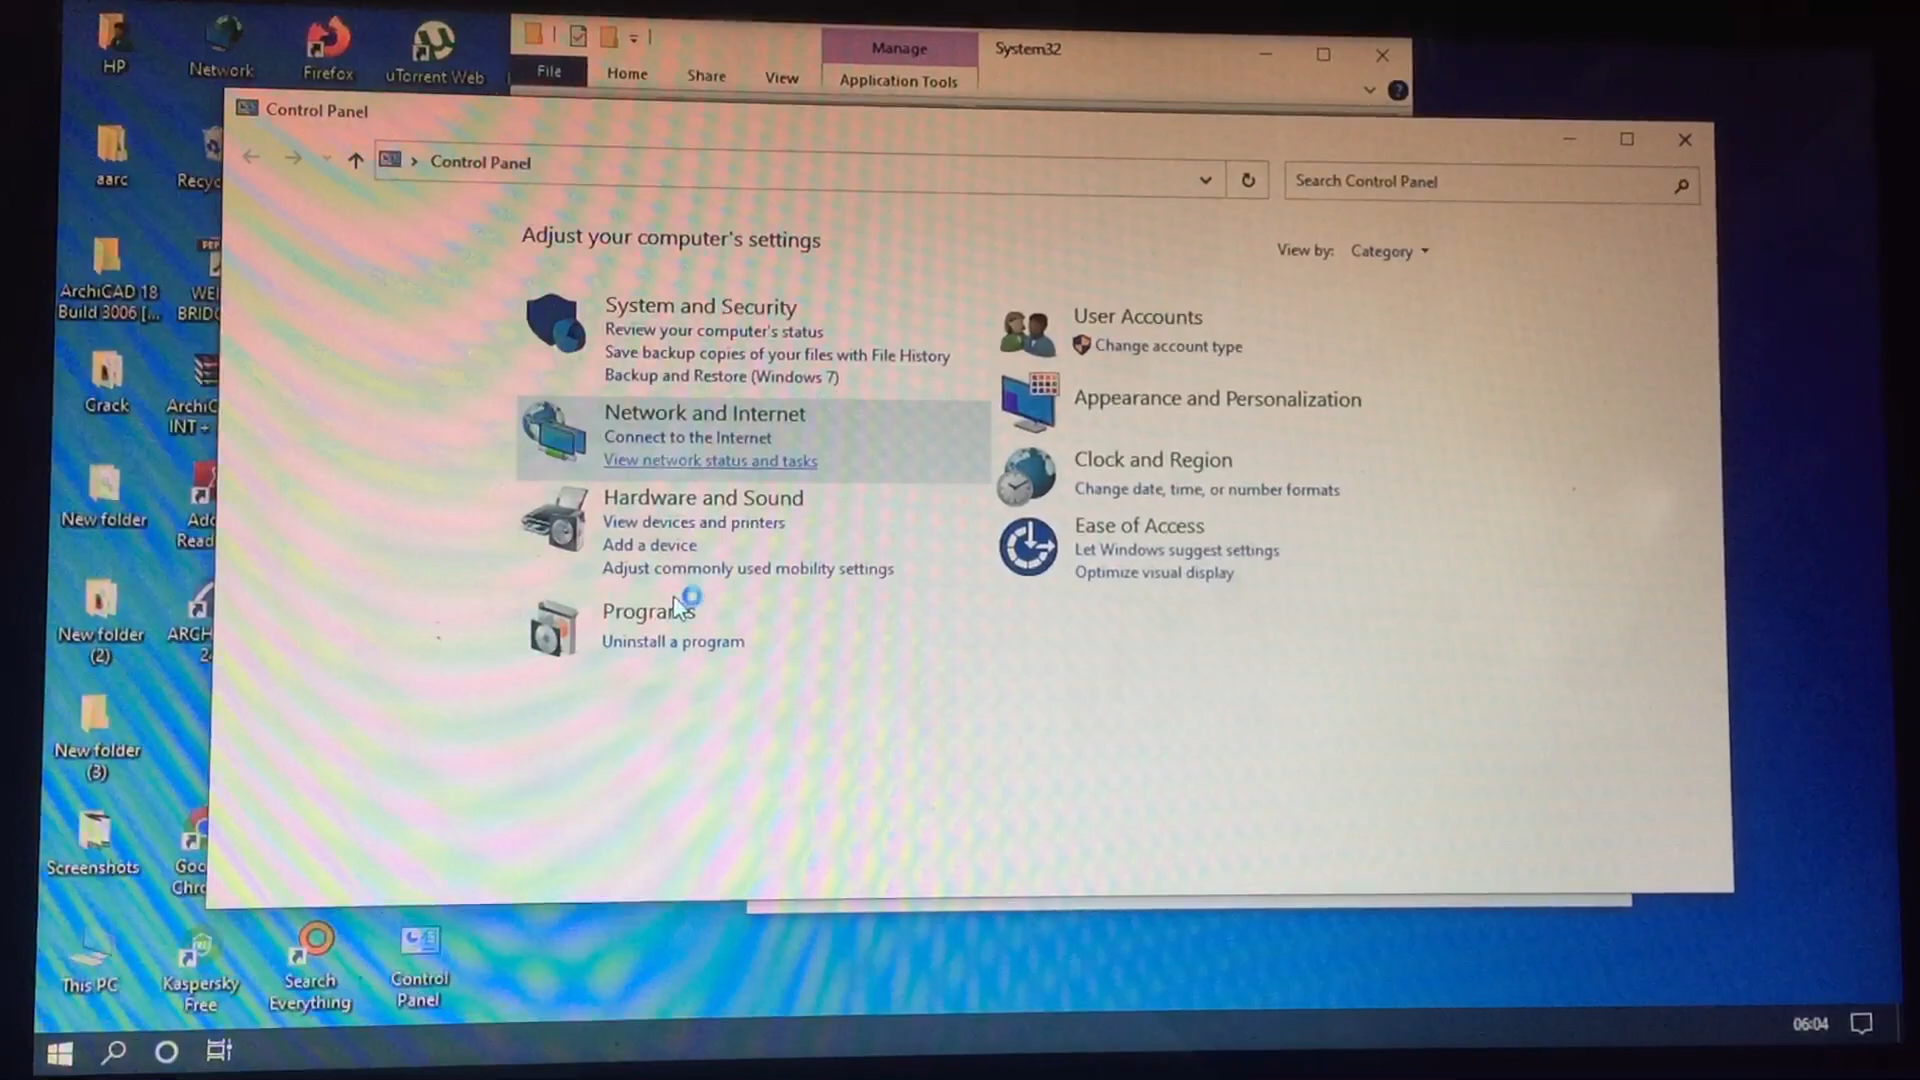 HP
Network
Firefox
uTorrent Web
Manage
System32
File
Home
Share
View
Application Tools
Control Panel
Control Panel
Search Control Panel
Adjust your computer's settings
View by: Category
System and Security
Review your computer's status
Save backup copies of your files with File History
Backup and Restore (Windows 7)
Network and Internet
Connect to the Internet
View network status and tasks
Hardware and Sound
View devices and printers
Add a device
Adjust commonly used mobility settings
Programs
Uninstall a program
User Accounts
Change account type
Appearance and Personalization
Clock and Region
Change date, time, or number formats
Ease of Access
Let Windows suggest settings
Optimize visual display
aarc
Recyc
ArchiCAD 18
Build 3006 [...
WEI
BRIDG
Crack
ArchiC
INT +
New folder
Ado
Read
New folder
(2)
ARCH
2
New folder
(3)
Screenshots
Goo
Chro
This PC
Kaspersky
Free
Search
Everything
Control
Panel
06:04